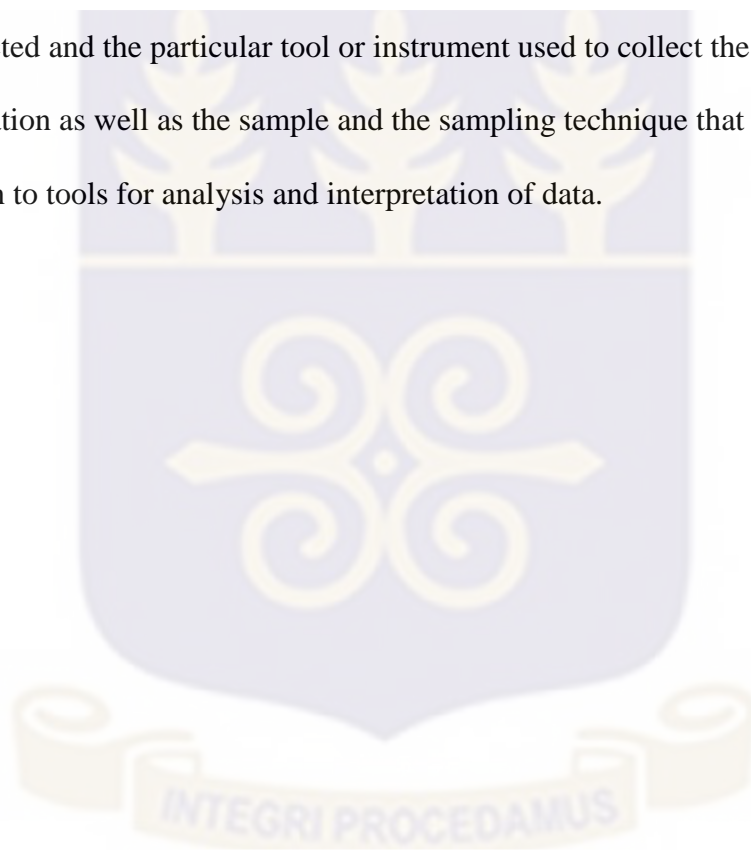 ted and the particular tool or instrument used to collect the
tion as well as the sample and the sampling technique that
n to tools for analysis and interpretation of data.
INTEGRI PROCEDAMUS